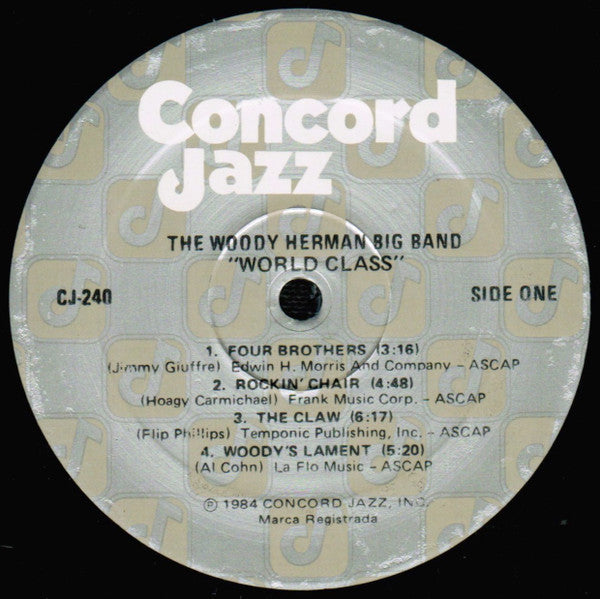 Concord
Jazz
THE WOODY HERMAN BIG BAND
"WORLD CLASS"
CJ-240
SIDE ONE
1. FOUR BROTHERS (3:16)
(Jimmy Giuffre) Edwin H. Morris And Company – ASCAP
2. ROCKIN' CHAIR (4:48)
(Hoagy Carmichael) Frank Music Corp. – ASCAP
3. THE CLAW (6:17)
(Flip Phillips) Temponic Publishing, Inc. – ASCAP
4. WOODY'S LAMENT (5:20)
(Al Cohn) La Flo Music – ASCAP
℗ 1984 CONCORD JAZZ, INC.
Marca Registrada